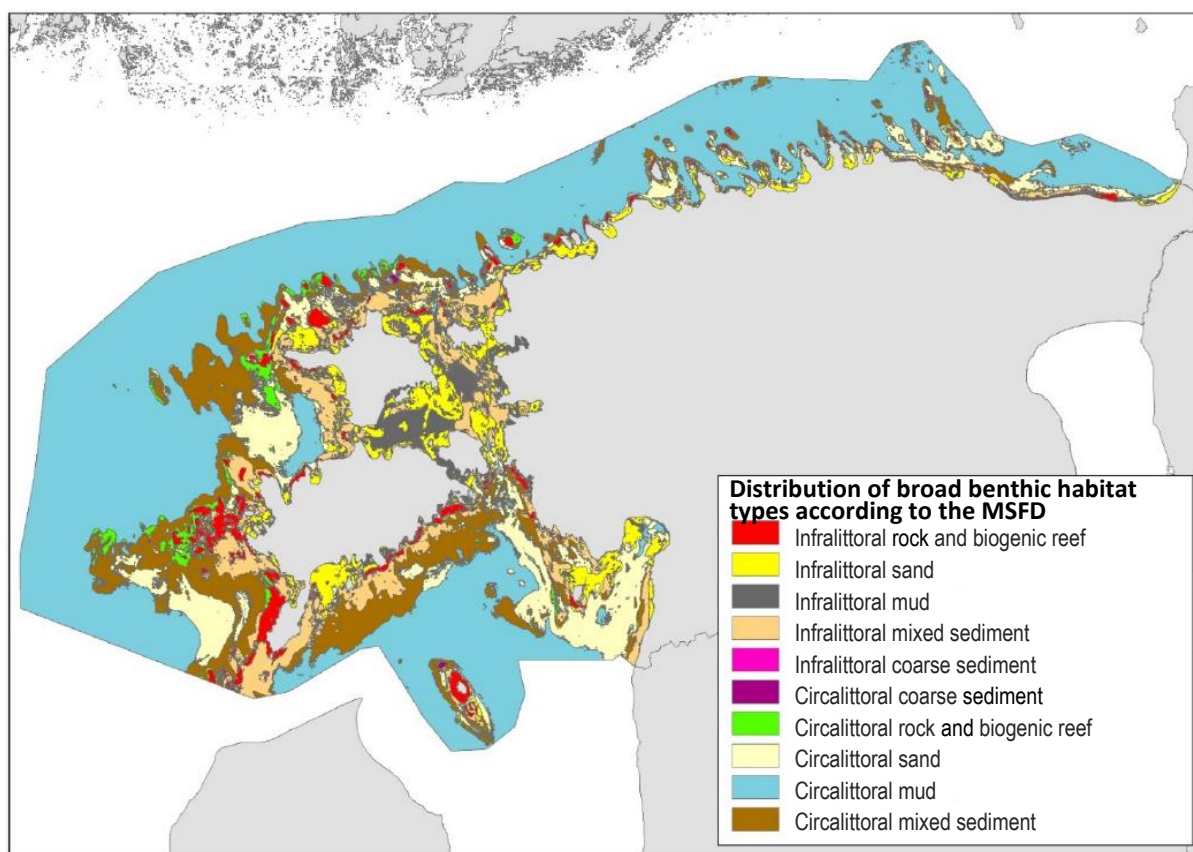 Distribution of broad benthic habitat
types according to the MSFD
Infralittoral rock and biogenic reef
Infralittoral sand
Infralittoral mud
Infralittoral mixed sediment
Infralittoral coarse sediment
Circalittoral coarse sediment
Circalittoral rock and biogenic reef
Circalittoral sand
Circalittoral mud
Circalittoral mixed sediment